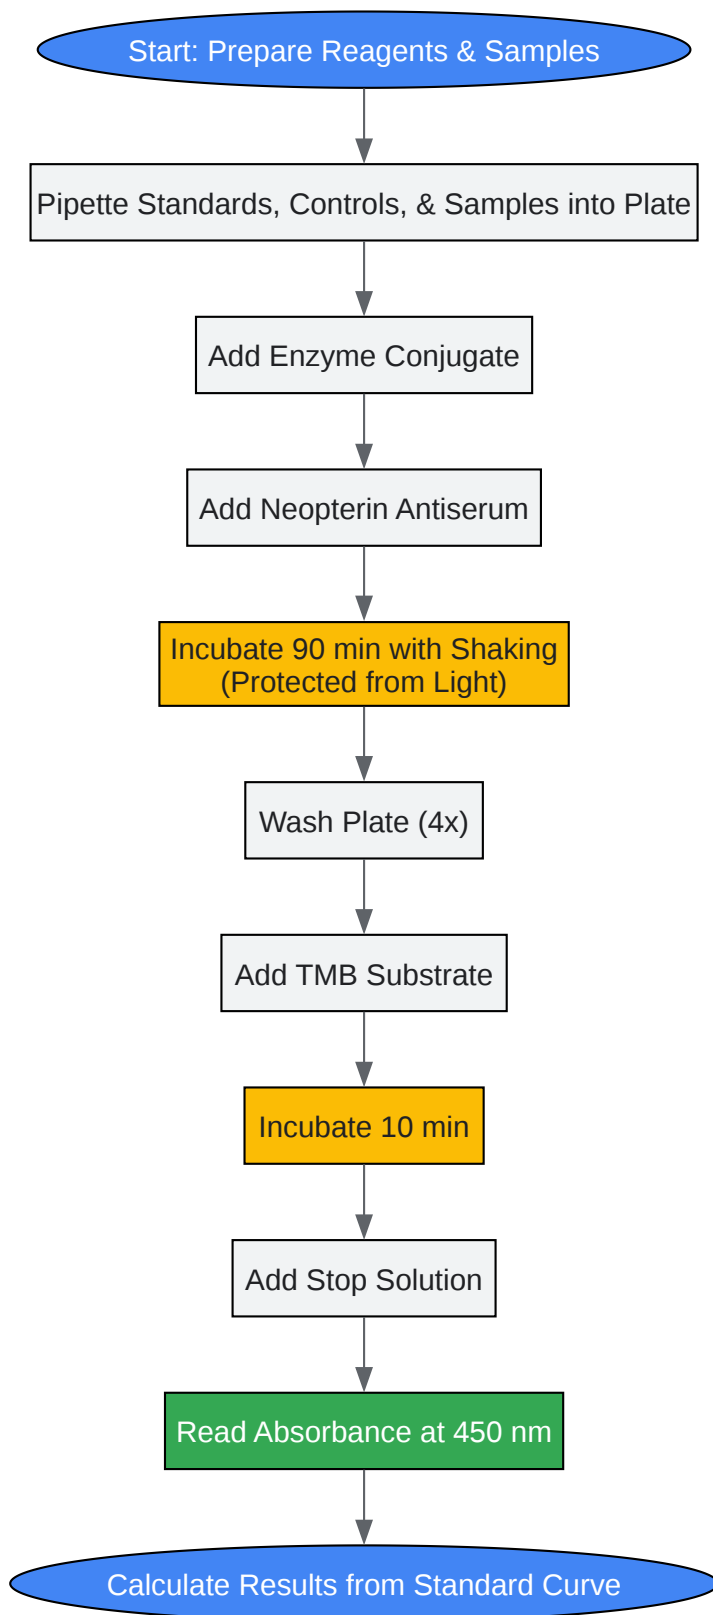 Start: Prepare Reagents & Samples
Pipette Standards, Controls, & Samples into Plate
Add Enzyme Conjugate
Add Neopterin Antiserum
Incubate 90 min with Shaking
(Protected from Light)
Wash Plate (4x)
Add TMB Substrate
Incubate 10 min
Add Stop Solution
Read Absorbance at 450 nm
Calculate Results from Standard Curve